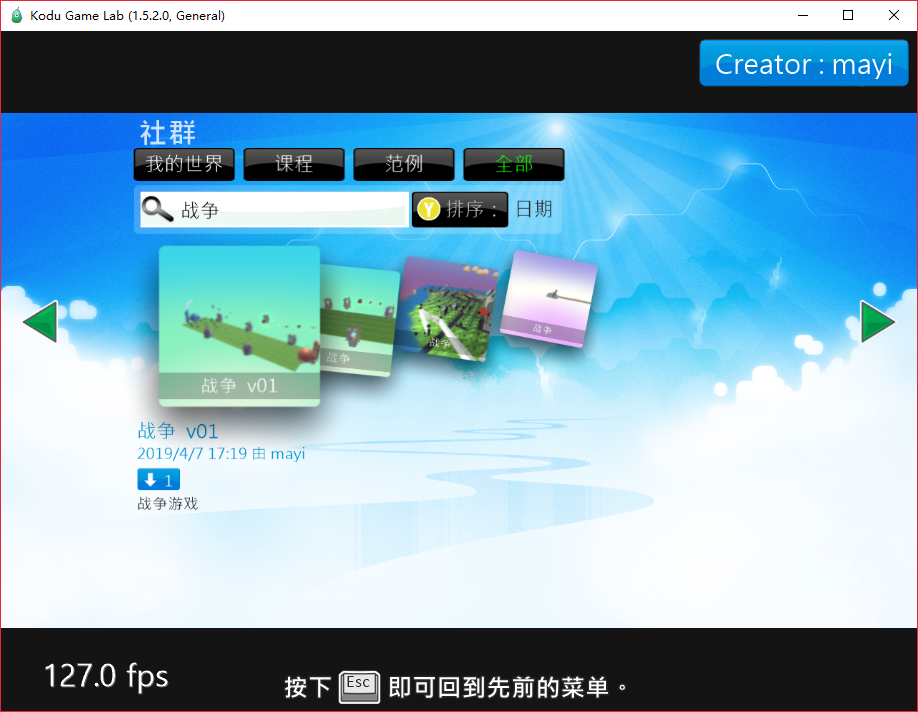 Kodu Game Lab (1.5.2.0, General)
Creator : mayi
社群
我的世界 课程 范例 全部
战争 Y 排序： 日期
战争 v01 战争 战争 战争
战争 v01
2019/4/7 17:19 由 mayi
1
战争游戏
127.0 fps
按下 Esc 即可回到先前的菜单。